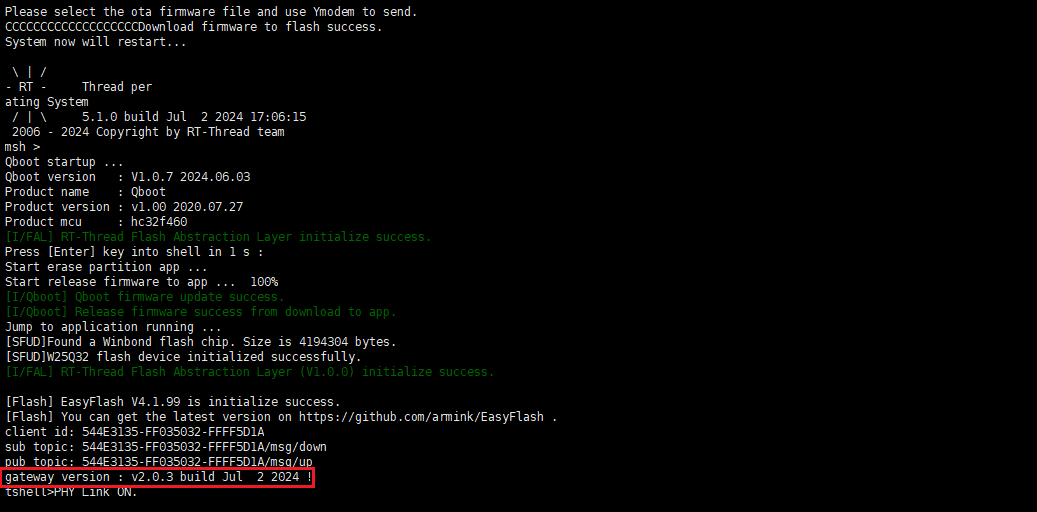 Please select the ota firmware file and use Ymodem to send.
CCCCCCCCCCCCCCCCCCCDownload firmware to flash success.
System now will restart...
 \ | /
- RT -     Thread per
ating System
 / | \     5.1.0 build Jul  2 2024 17:06:15
 2006 - 2024 Copyright by RT-Thread team
msh >
Qboot startup ...
Qboot version   : V1.0.7 2024.06.03
Product name    : Qboot
Product version : v1.00 2020.07.27
Product mcu     : hc32f460
[I/FAL] RT-Thread Flash Abstraction Layer initialize success.
Press [Enter] key into shell in 1 s :
Start erase partition app ...
Start release firmware to app ...  100%
[I/Qboot] Qboot firmware update success.
[I/Qboot] Release firmware success from download to app.
Jump to application running ...
[SFUD]Found a Winbond flash chip. Size is 4194304 bytes.
[SFUD]W25Q32 flash device initialized successfully.
[I/FAL] RT-Thread Flash Abstraction Layer (V1.0.0) initialize success.
[Flash] EasyFlash V4.1.99 is initialize success.
[Flash] You can get the latest version on https://github.com/armink/EasyFlash .
client id: 544E3135-FF035032-FFFF5D1A
sub topic: 544E3135-FF035032-FFFF5D1A/msg/down
pub topic: 544E3135-FF035032-FFFF5D1A/msg/up
gateway version : v2.0.3 build Jul  2 2024 !
tshell>PHY Link ON.